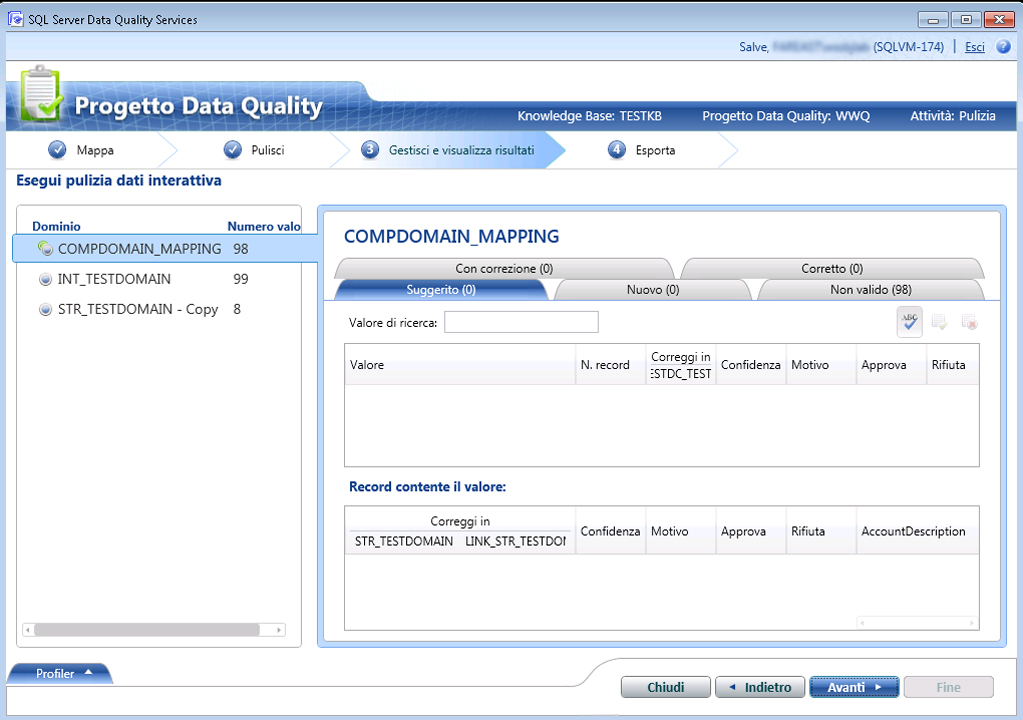 SQL Server Data Quality Services
Salve, (SQLVM-174) | Esci ?
Progetto Data Quality
Knowledge Base: TESTKB Progetto Data Quality: WWQ Attività: Pulizia
Mappa Pulisci 3 Gestisci e visualizza risultati 4 Esporta
Esegui pulizia dati interattiva
Dominio Numero valo
COMPDOMAIN_MAPPING 98
INT_TESTDOMAIN 99
STR_TESTDOMAIN - Copy 8
COMPDOMAIN_MAPPING
Con correzione (0) Corretto (0)
Suggerito (0) Nuovo (0) Non valido (98)
Valore di ricerca: ABC
Valore N. record Correggi in Confidenza Motivo Approva Rifiuta
ESTDC_TEST
Record contente il valore:
Correggi in Confidenza Motivo Approva Rifiuta AccountDescription
STR_TESTDOMAIN LINK_STR_TESTDOM
Profiler
Chiudi Indietro Avanti Fine